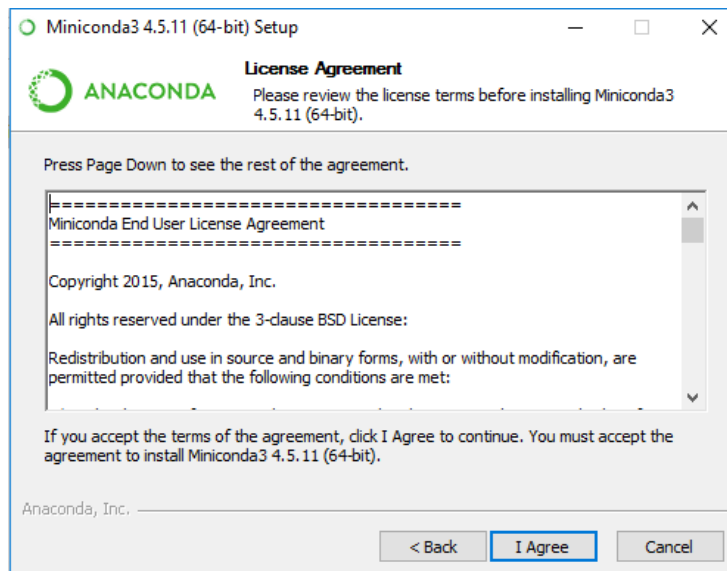 Miniconda3 4.5.11 (64-bit) Setup
ANACONDA
License Agreement
Please review the license terms before installing Miniconda3
4.5.11 (64-bit).
Press Page Down to see the rest of the agreement.
===================================
Miniconda End User License Agreement
===================================
Copyright 2015, Anaconda, Inc.
All rights reserved under the 3-clause BSD License:
Redistribution and use in source and binary forms, with or without modification, are
permitted provided that the following conditions are met:
If you accept the terms of the agreement, click I Agree to continue. You must accept the
agreement to install Miniconda3 4.5.11 (64-bit).
Anaconda, Inc.
< Back
I Agree
Cancel